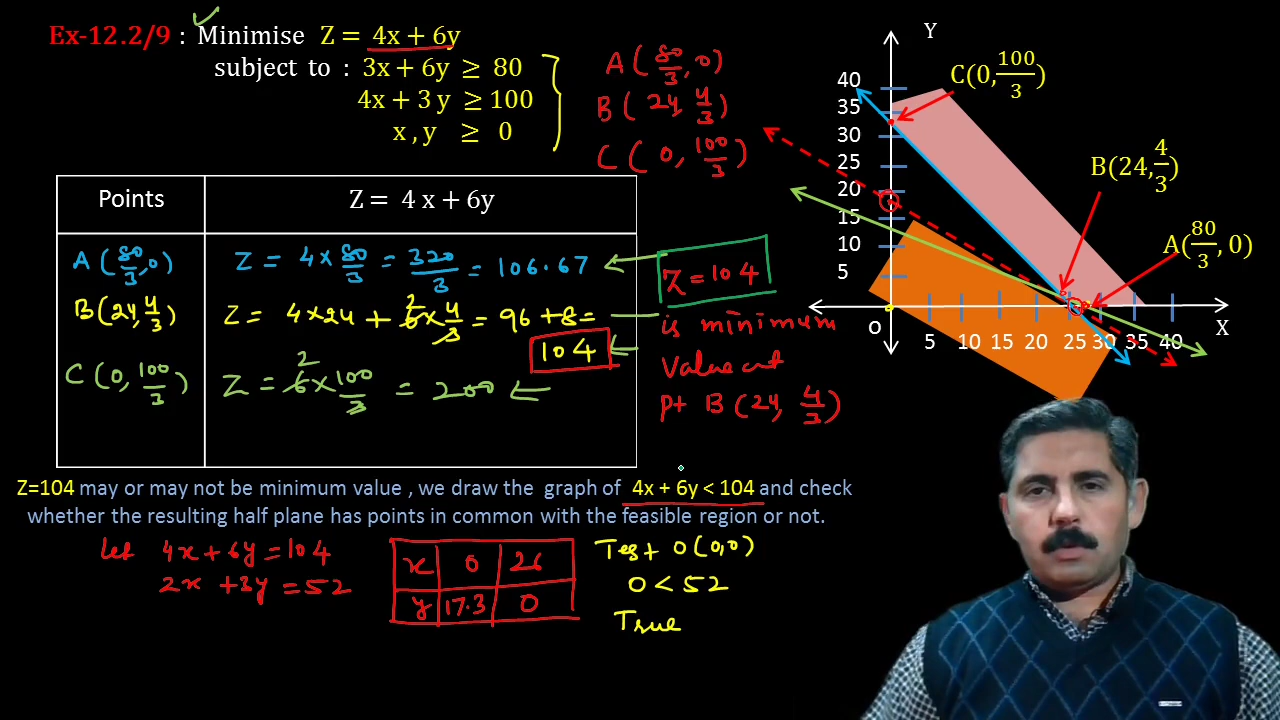 Ex-12.2/9 : Minimise Z = 4x + 6y
subject to : 3x + 6y ≥ 80
4x + 3 y ≥ 100
x , y ≥ 0
A ( 80/3 , 0 )
B ( 24, 4/3 )
C ( 0, 100/3 )
Points
Z = 4 x + 6y
A ( 80/3 , 0 )
Z = 4 × 80/3 = 320/3 = 106.67
B ( 24, 4/3 )
Z = 4×24 + 6 2 × 4/3 = 96 + 8 =
104
C ( 0, 100/3 )
Z = 6 2 × 100/3 = 200
Z = 104
is minimum
Value at
pt B ( 24, 4/3 )
Z=104 may or may not be minimum value , we draw the graph of 4x + 6y < 104 and check
whether the resulting half plane has points in common with the feasible region or not.
Let 4x + 6y = 104
2x + 3y = 52
x 0 26
y 17.3 0
Test O (0,0)
0 < 52
True
Y
C(0, 100/3)
40
35
30
25
20
15
10
5
B(24, 4/3)
A(80/3, 0)
O
5 10 15 20 25 30 35 40
X